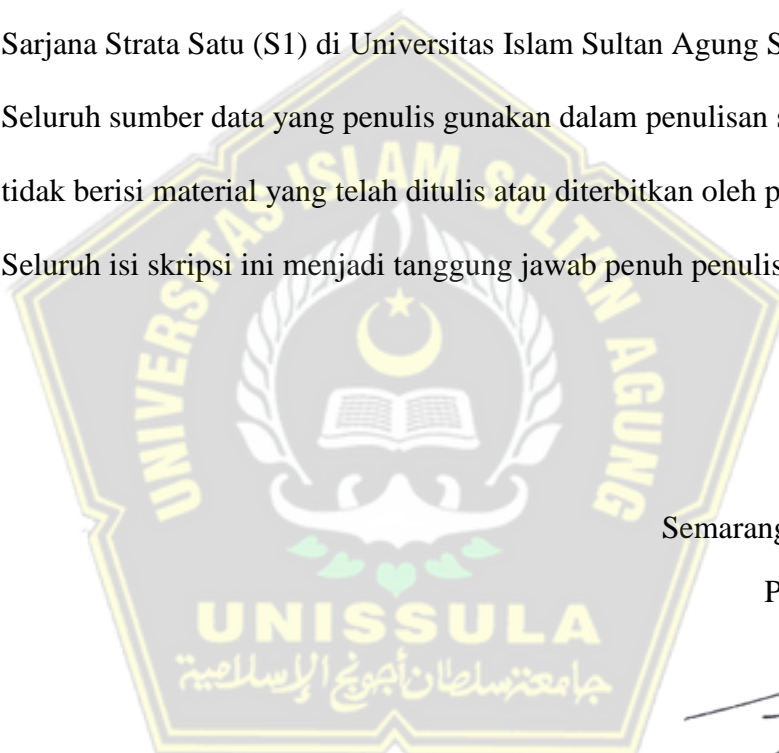 Sarjana Strata Satu (S1) di Universitas Islam Sultan Agung S
Seluruh sumber data yang penulis gunakan dalam penulisan s
tidak berisi material yang telah ditulis atau diterbitkan oleh p
Seluruh isi skripsi ini menjadi tanggung jawab penuh penulis
UNIVERSITAS ISLAM SULTAN AGUNG
Semarang
P
UNISSULA
جامعتنسلطان أجونج الإسلامية